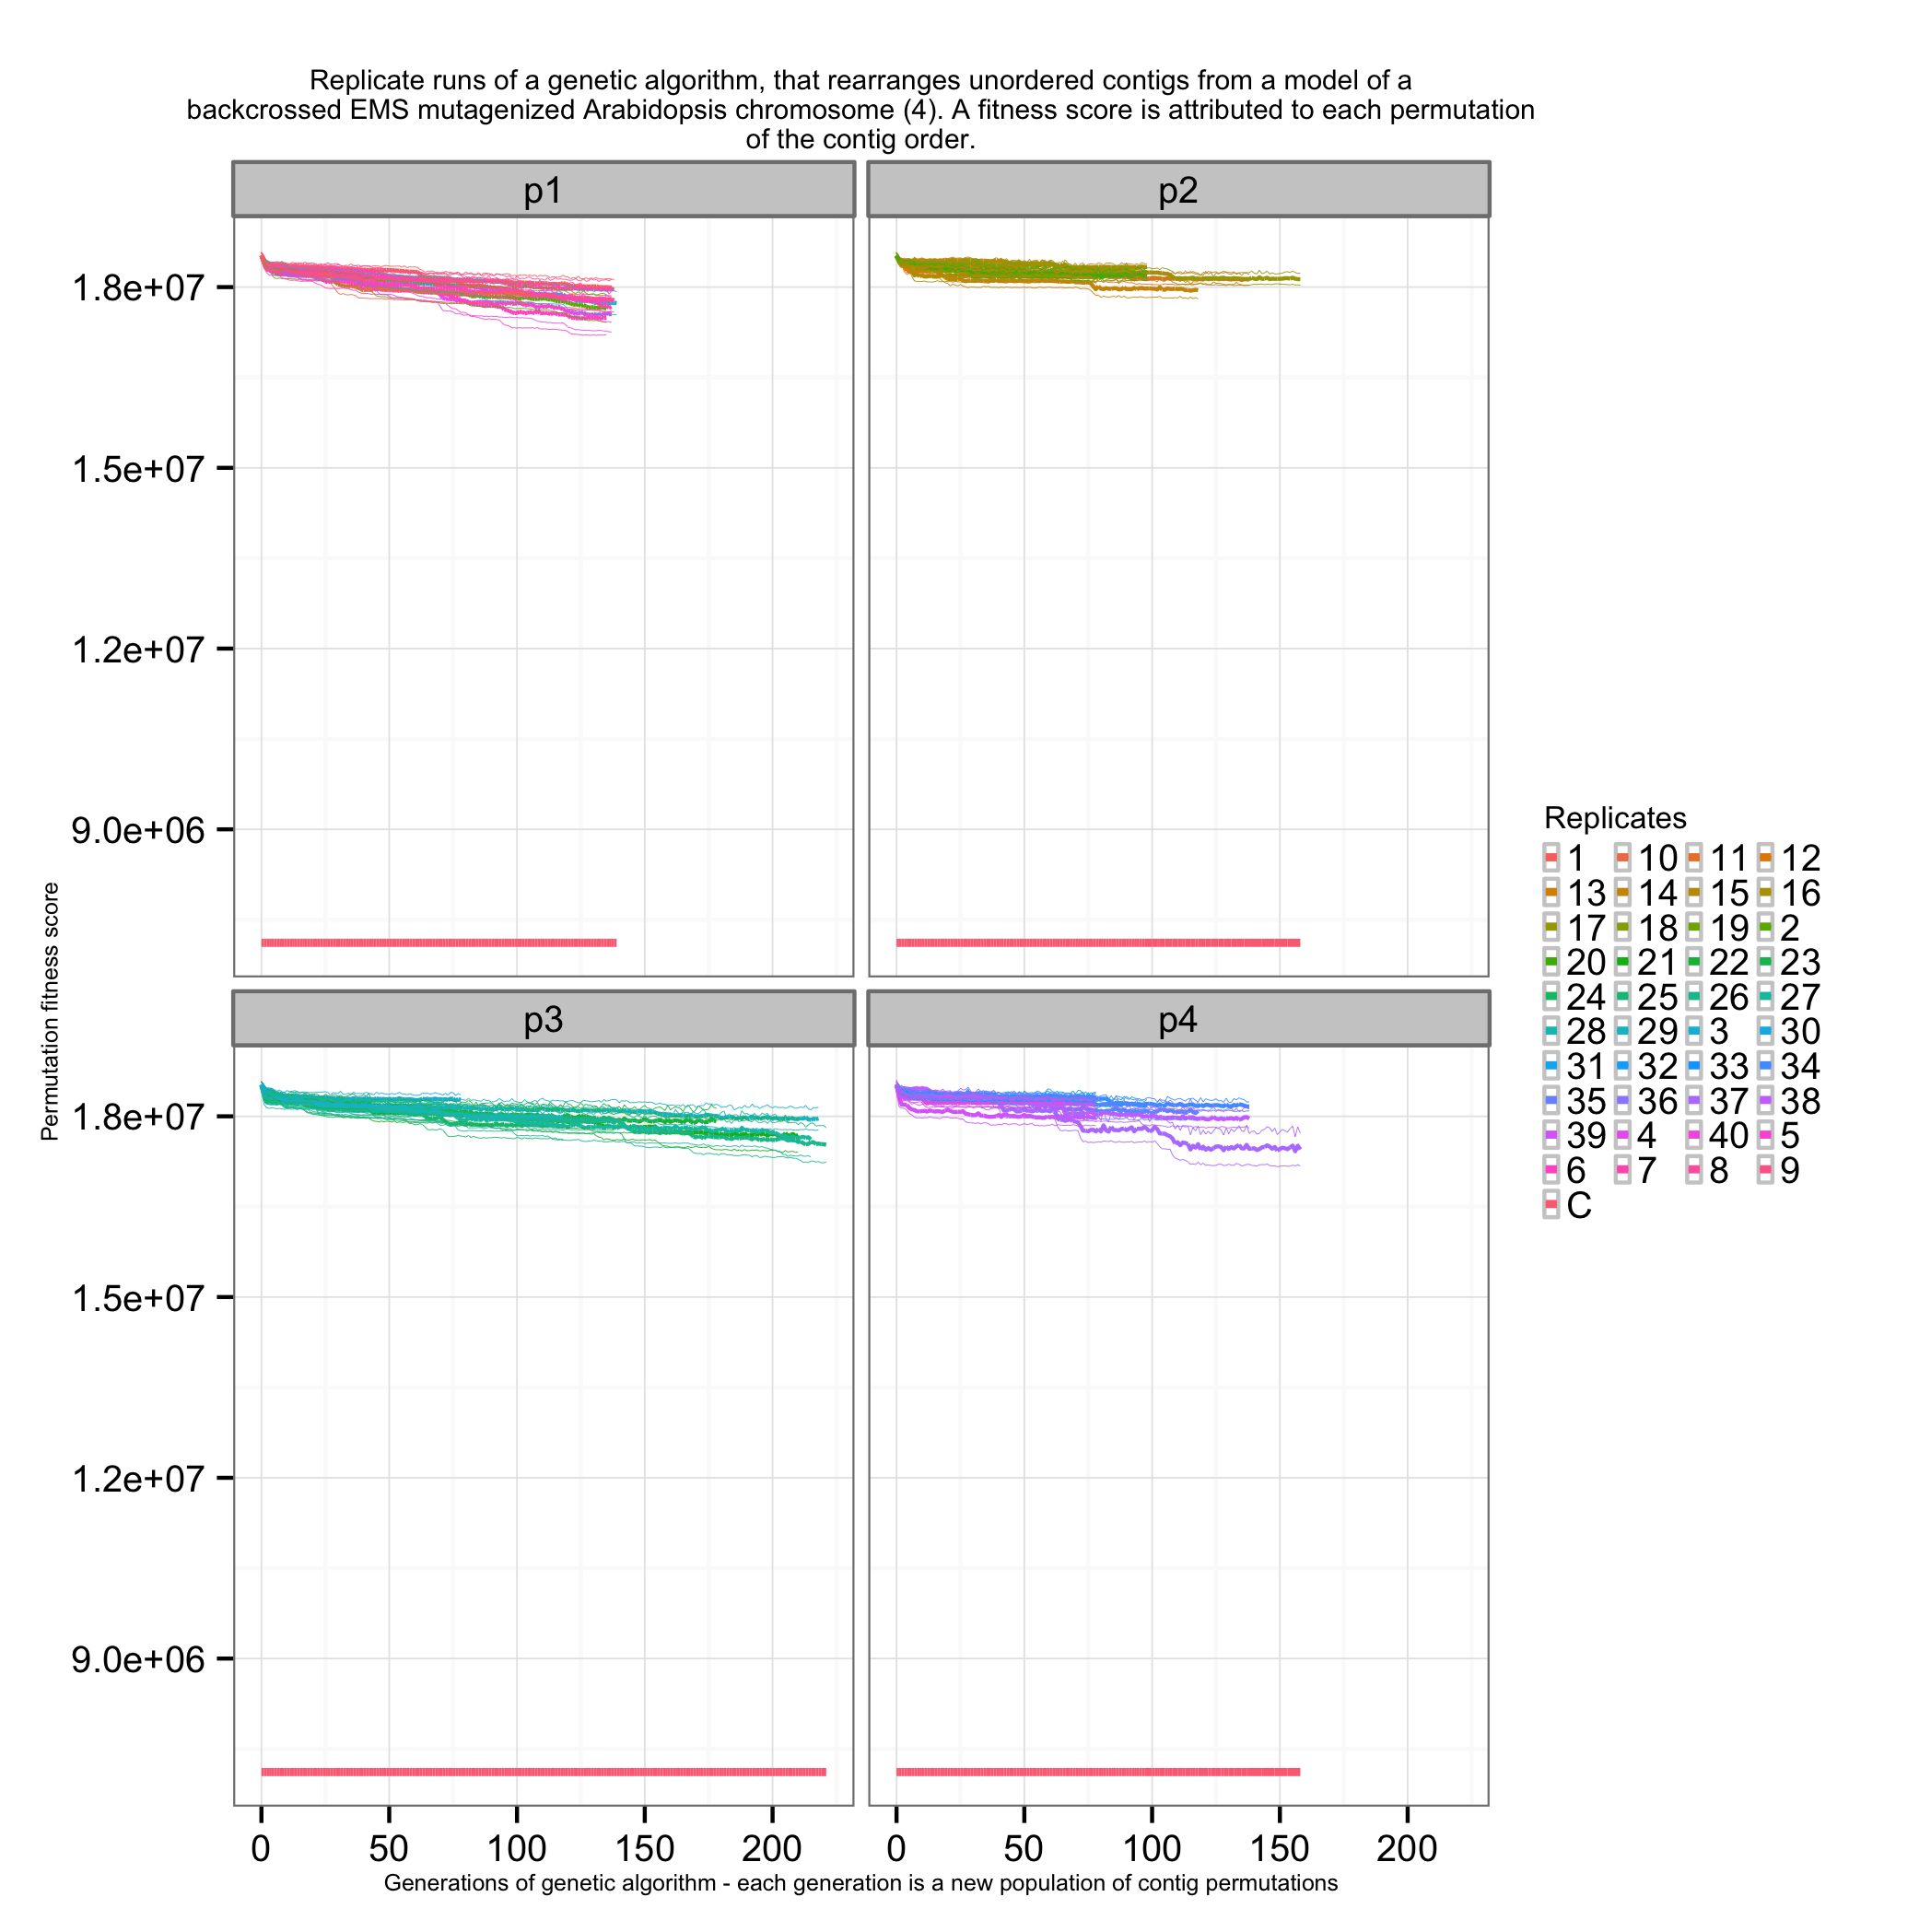 Replicate runs of a genetic algorithm, that rearranges unordered contigs from a model of a
backcrossed EMS mutagenized Arabidopsis chromosome (4). A fitness score is attributed to each permutation
of the contig order.
p1 p2
1.8e+07
1.5e+07
1.2e+07
9.0e+06
Permutation fitness score
p3 p4
1.8e+07
1.5e+07
1.2e+07
9.0e+06
0 50 100 150 200 0 50 100 150 200
Generations of genetic algorithm - each generation is a new population of contig permutations
Replicates
1 10 11 12
13 14 15 16
17 18 19 2
20 21 22 23
24 25 26 27
28 29 3 30
31 32 33 34
35 36 37 38
39 4 40 5
6 7 8 9
C